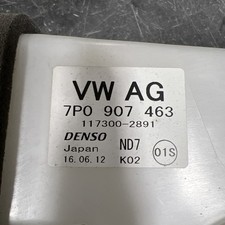 VW AG
7P0 907 463
117300-2891
DENSO ND7
Japan
16.06.12 K02
01S